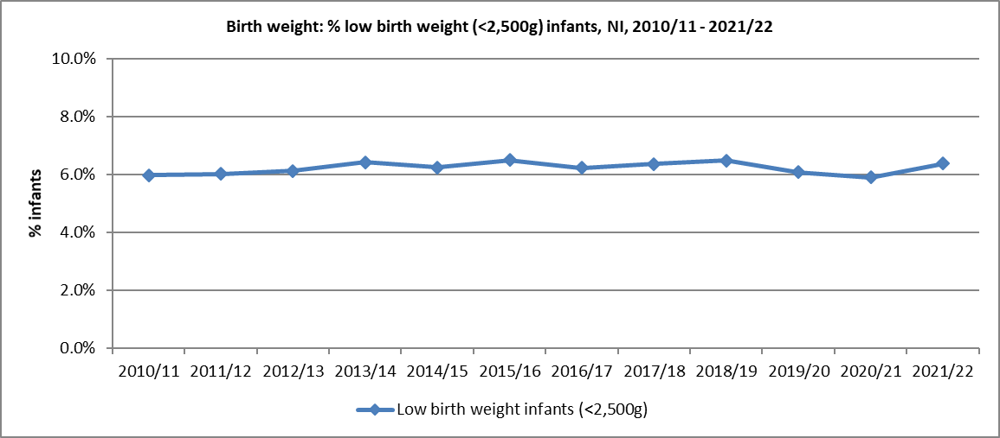 Birth weight: % low birth weight (<2,500g) infants, NI, 2010/11 - 2021/22
10.0%
8.0%
6.0%
4.0%
2.0%
0.0%
% infants
2010/11 2011/12 2012/13 2013/14 2014/15 2015/16 2016/17 2017/18 2018/19 2019/20 2020/21 2021/22
Low birth weight infants (<2,500g)